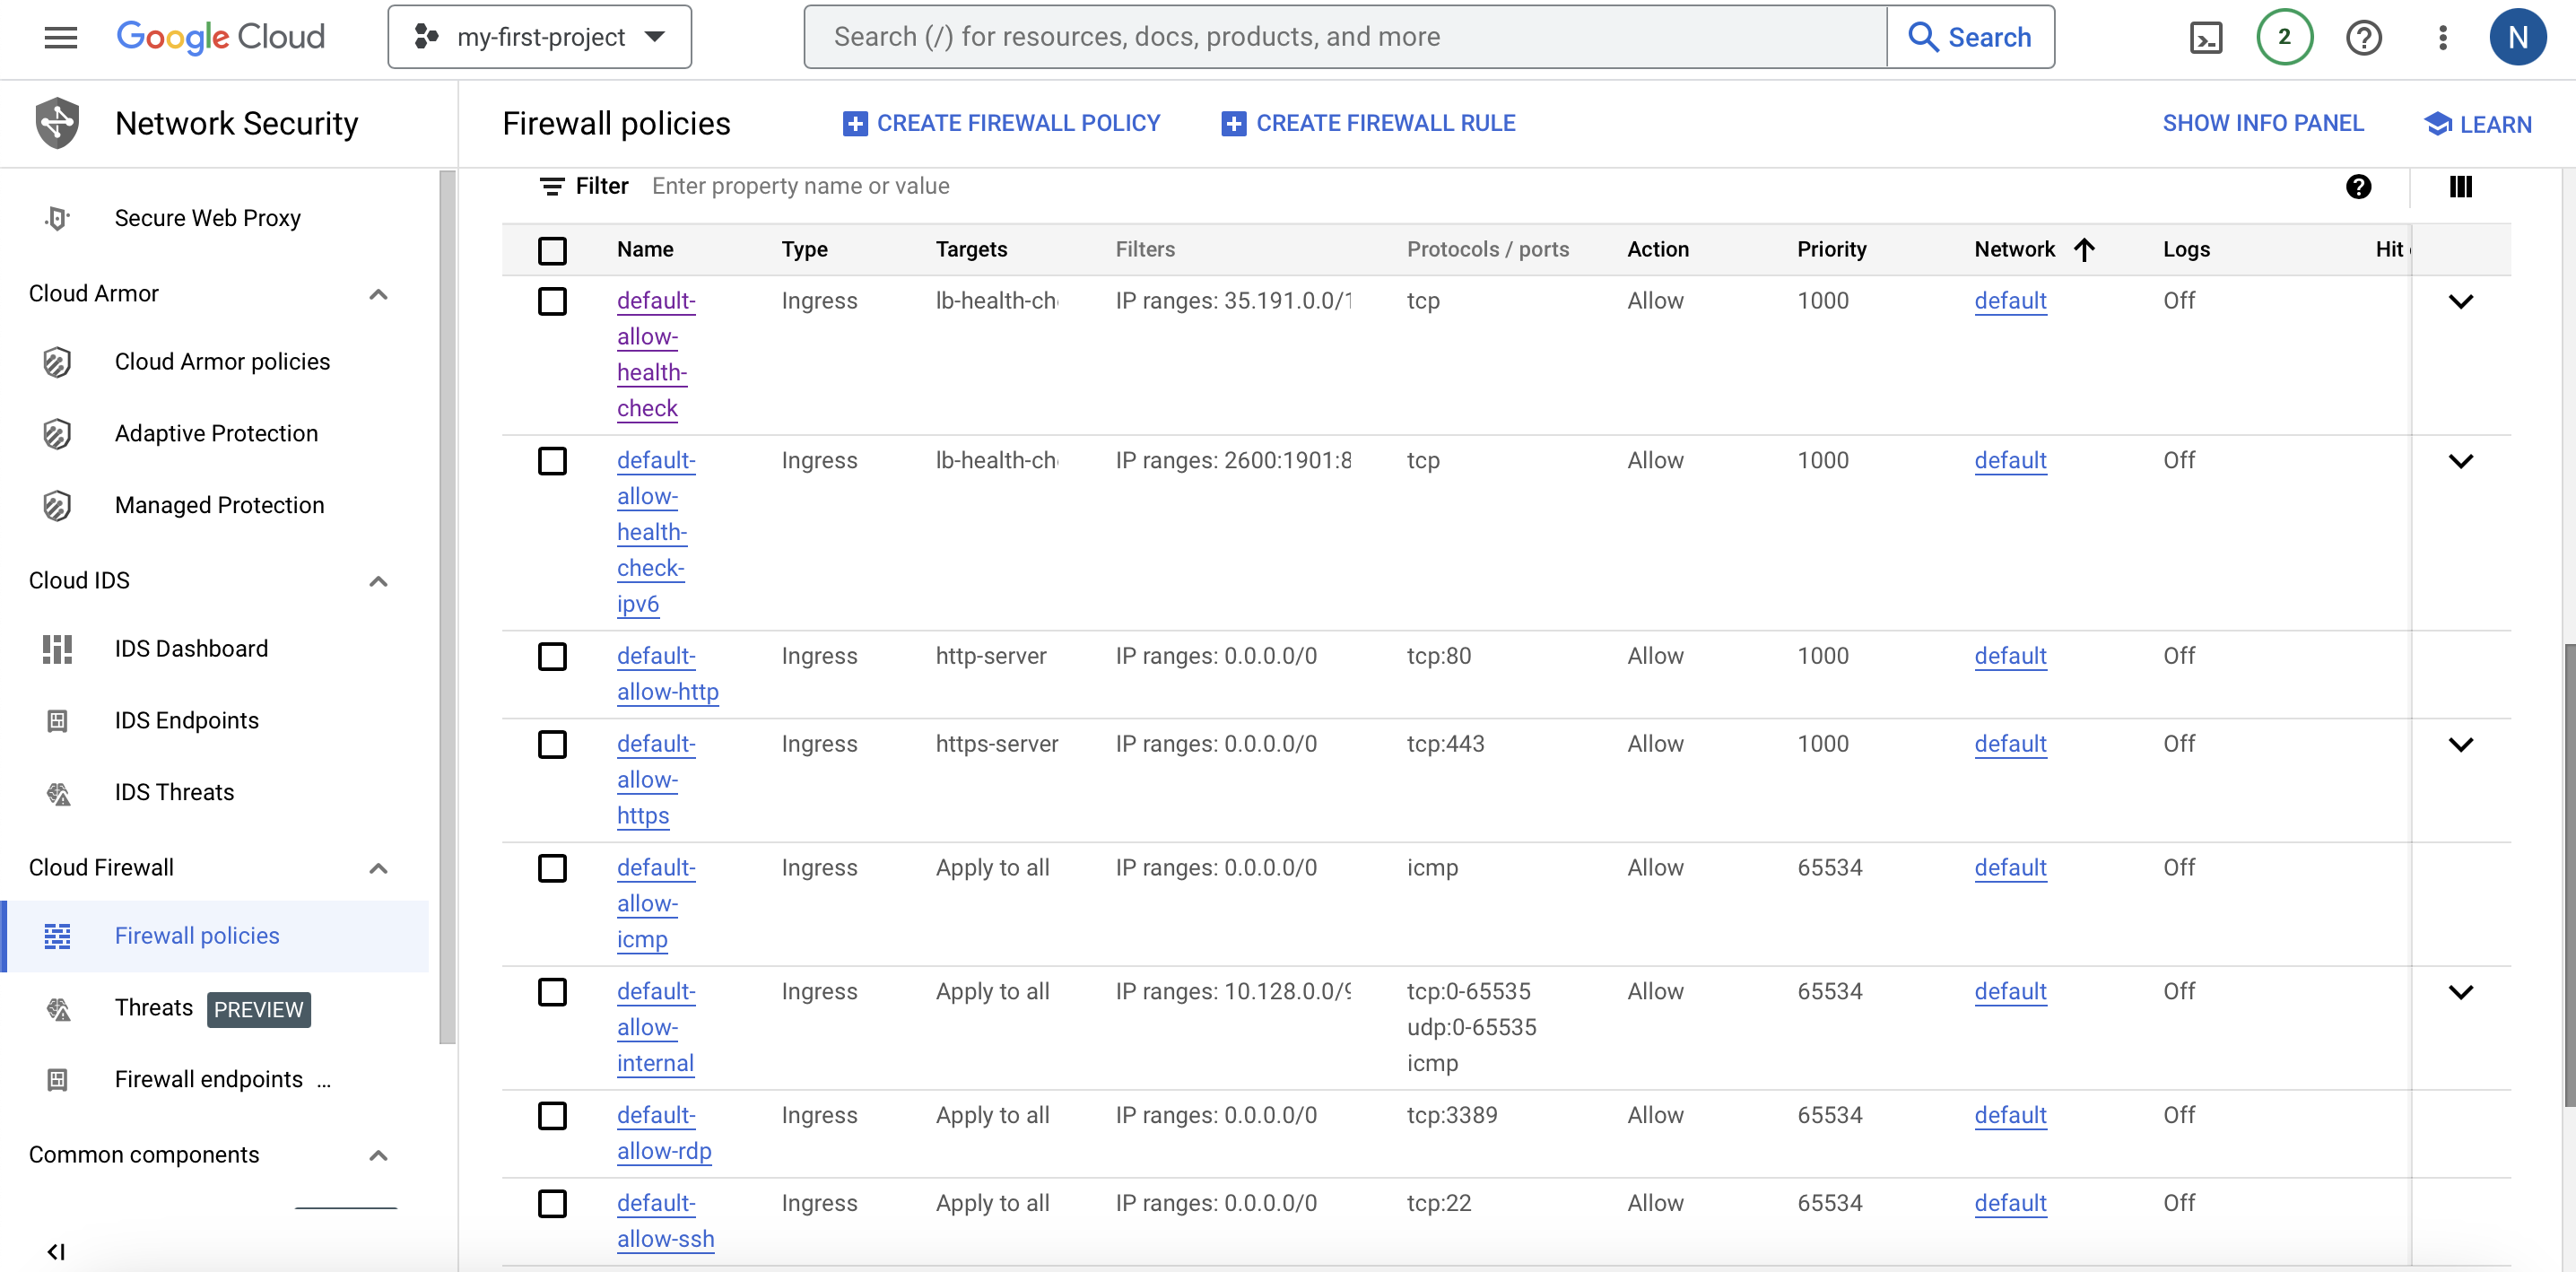 Google Cloud
my-first-project
Search (/) for resources, docs, products, and more
Search
2
N
Network Security
Firewall policies
CREATE FIREWALL POLICY
CREATE FIREWALL RULE
SHOW INFO PANEL
LEARN
Secure Web Proxy
Cloud Armor
Cloud Armor policies
Adaptive Protection
Managed Protection
Cloud IDS
IDS Dashboard
IDS Endpoints
IDS Threats
Cloud Firewall
Firewall policies
Threats PREVIEW
Firewall endpoints ...
Common components
Filter Enter property name or value
Name Type Targets Filters Protocols / ports Action Priority Network Logs Hit
default- Ingress lb-health-ch IP ranges: 35.191.0.0/1 tcp Allow 1000 default Off
allow-
health-
check
default- Ingress lb-health-ch IP ranges: 2600:1901:8 tcp Allow 1000 default Off
allow-
health-
check-
ipv6
default- Ingress http-server IP ranges: 0.0.0.0/0 tcp:80 Allow 1000 default Off
allow-http
default- Ingress https-server IP ranges: 0.0.0.0/0 tcp:443 Allow 1000 default Off
allow-
https
default- Ingress Apply to all IP ranges: 0.0.0.0/0 icmp Allow 65534 default Off
allow-
icmp
default- Ingress Apply to all IP ranges: 10.128.0.0/9 tcp:0-65535 Allow 65534 default Off
allow- udp:0-65535
internal icmp
default- Ingress Apply to all IP ranges: 0.0.0.0/0 tcp:3389 Allow 65534 default Off
allow-rdp
default- Ingress Apply to all IP ranges: 0.0.0.0/0 tcp:22 Allow 65534 default Off
allow-ssh